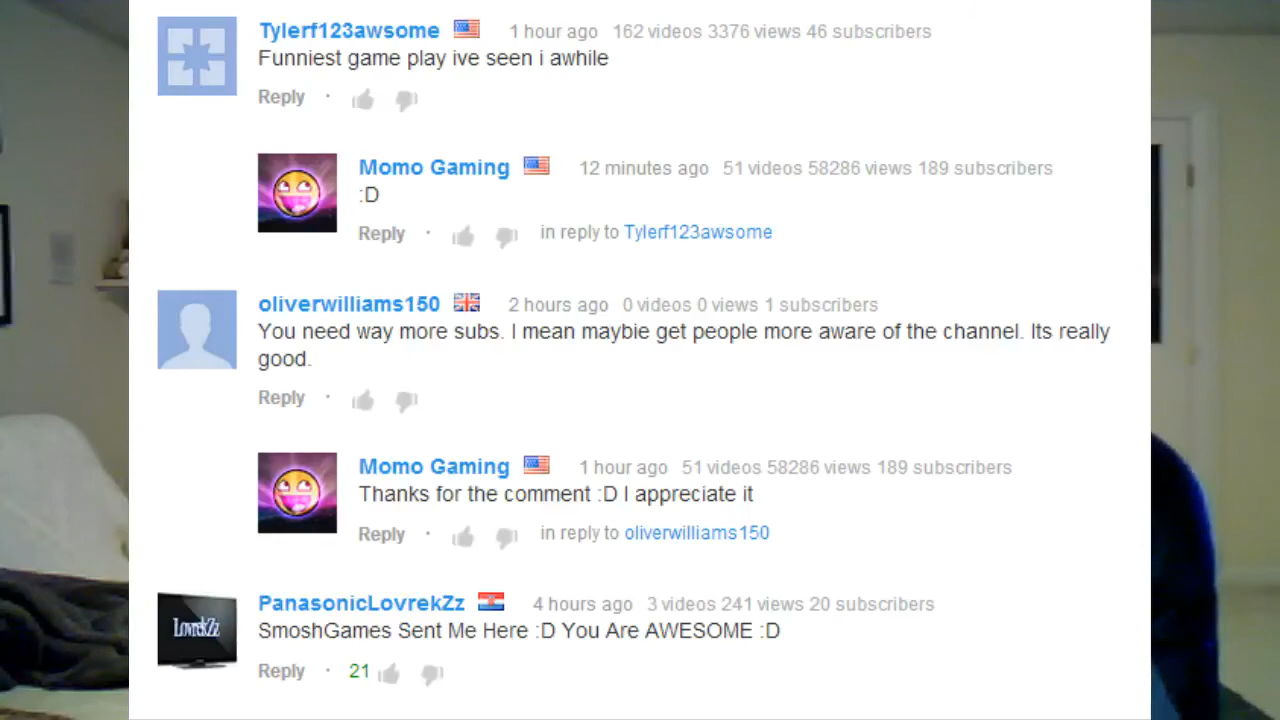 Tylerf123awsome 1 hour ago 162 videos 3376 views 46 subscribers
Funniest game play ive seen i awhile
Reply ·
Momo Gaming 12 minutes ago 51 videos 58286 views 189 subscribers
:D
Reply · in reply to Tylerf123awsome
oliverwilliams150 2 hours ago 0 videos 0 views 1 subscribers
You need way more subs. I mean maybie get people more aware of the channel. Its really
good.
Reply ·
Momo Gaming 1 hour ago 51 videos 58286 views 189 subscribers
Thanks for the comment :D I appreciate it
Reply · in reply to oliverwilliams150
PanasonicLovrekZz 4 hours ago 3 videos 241 views 20 subscribers
LovrekZz
SmoshGames Sent Me Here :D You Are AWESOME :D
Reply · 21